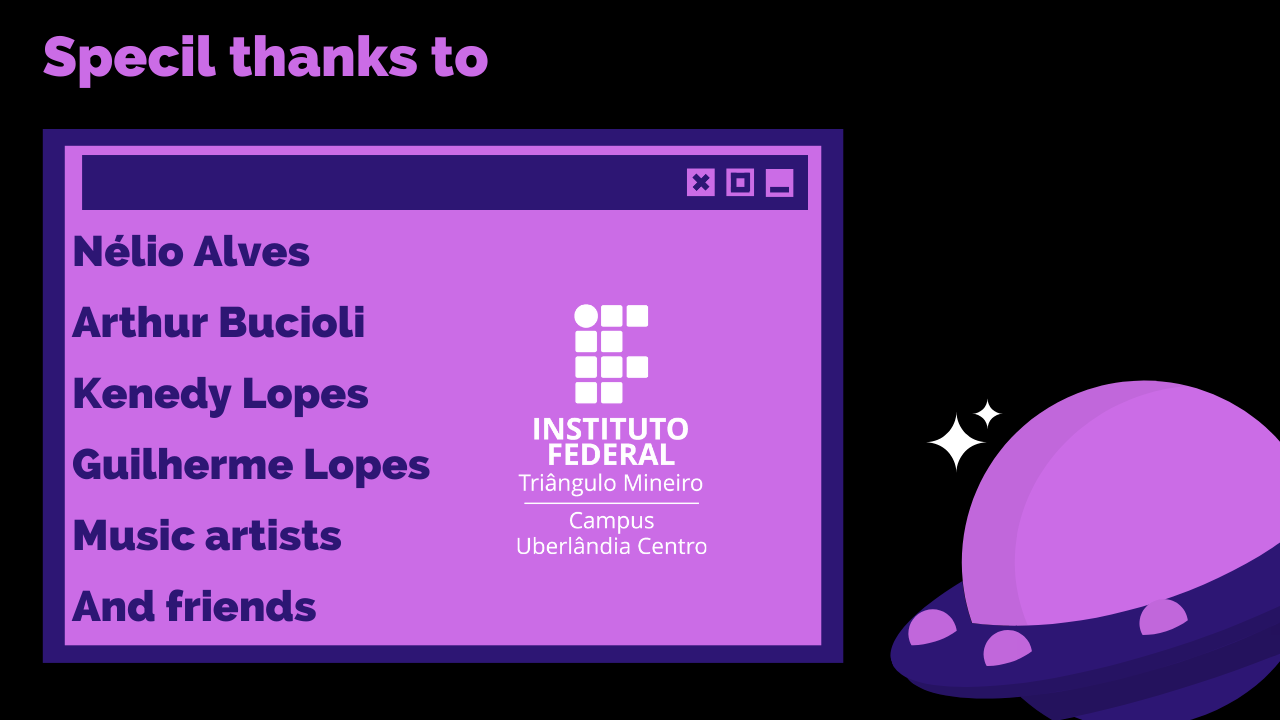 Specil thanks to
Nélio Alves
Arthur Bucioli
Kenedy Lopes
Guilherme Lopes
Music artists
And friends
INSTITUTO
FEDERAL
Triângulo Mineiro
Campus
Uberlândia Centro